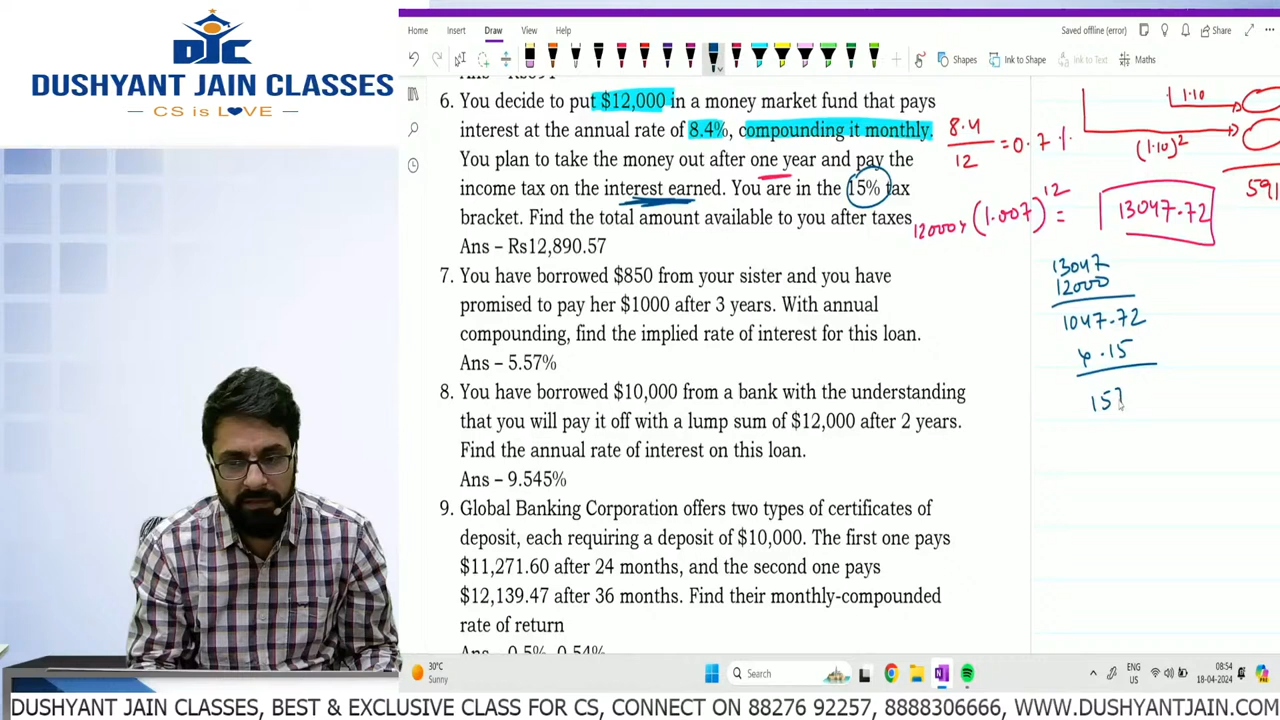 DJC
DUSHYANT JAIN CLASSES
CS is L❤VE
Home Insert Draw View Help
Saved offline (error)
Share
Shapes
Ink to Shape
Ink to Text
Maths
6. You decide to put $12,000 in a money market fund that pays
interest at the annual rate of 8.4%, compounding it monthly.
You plan to take the money out after one year and pay the
income tax on the interest earned. You are in the 15% tax
bracket. Find the total amount available to you after taxes
Ans – Rs12,890.57
7. You have borrowed $850 from your sister and you have
promised to pay her $1000 after 3 years. With annual
compounding, find the implied rate of interest for this loan.
Ans – 5.57%
8. You have borrowed $10,000 from a bank with the understanding
that you will pay it off with a lump sum of $12,000 after 2 years.
Find the annual rate of interest on this loan.
Ans – 9.545%
9. Global Banking Corporation offers two types of certificates of
deposit, each requiring a deposit of $10,000. The first one pays
$11,271.60 after 24 months, and the second one pays
$12,139.47 after 36 months. Find their monthly-compounded
rate of return
Ans – 0.5%, 0.54%
1.10
(1.10)²
591
8.4
12
= 0.7%
12000 x (1.007)12 = 13047.72
13047
12000
1047.72
.15
15
30°C
Sunny
Search
ENG
US
08:54
18-04-2024
DUSHYANT JAIN CLASSES, BEST & EXCLUSIVE CLASS FOR CS, CONNECT ON 88276 92257, 8888306666, WWW.DUSHYANTJAIN.COM